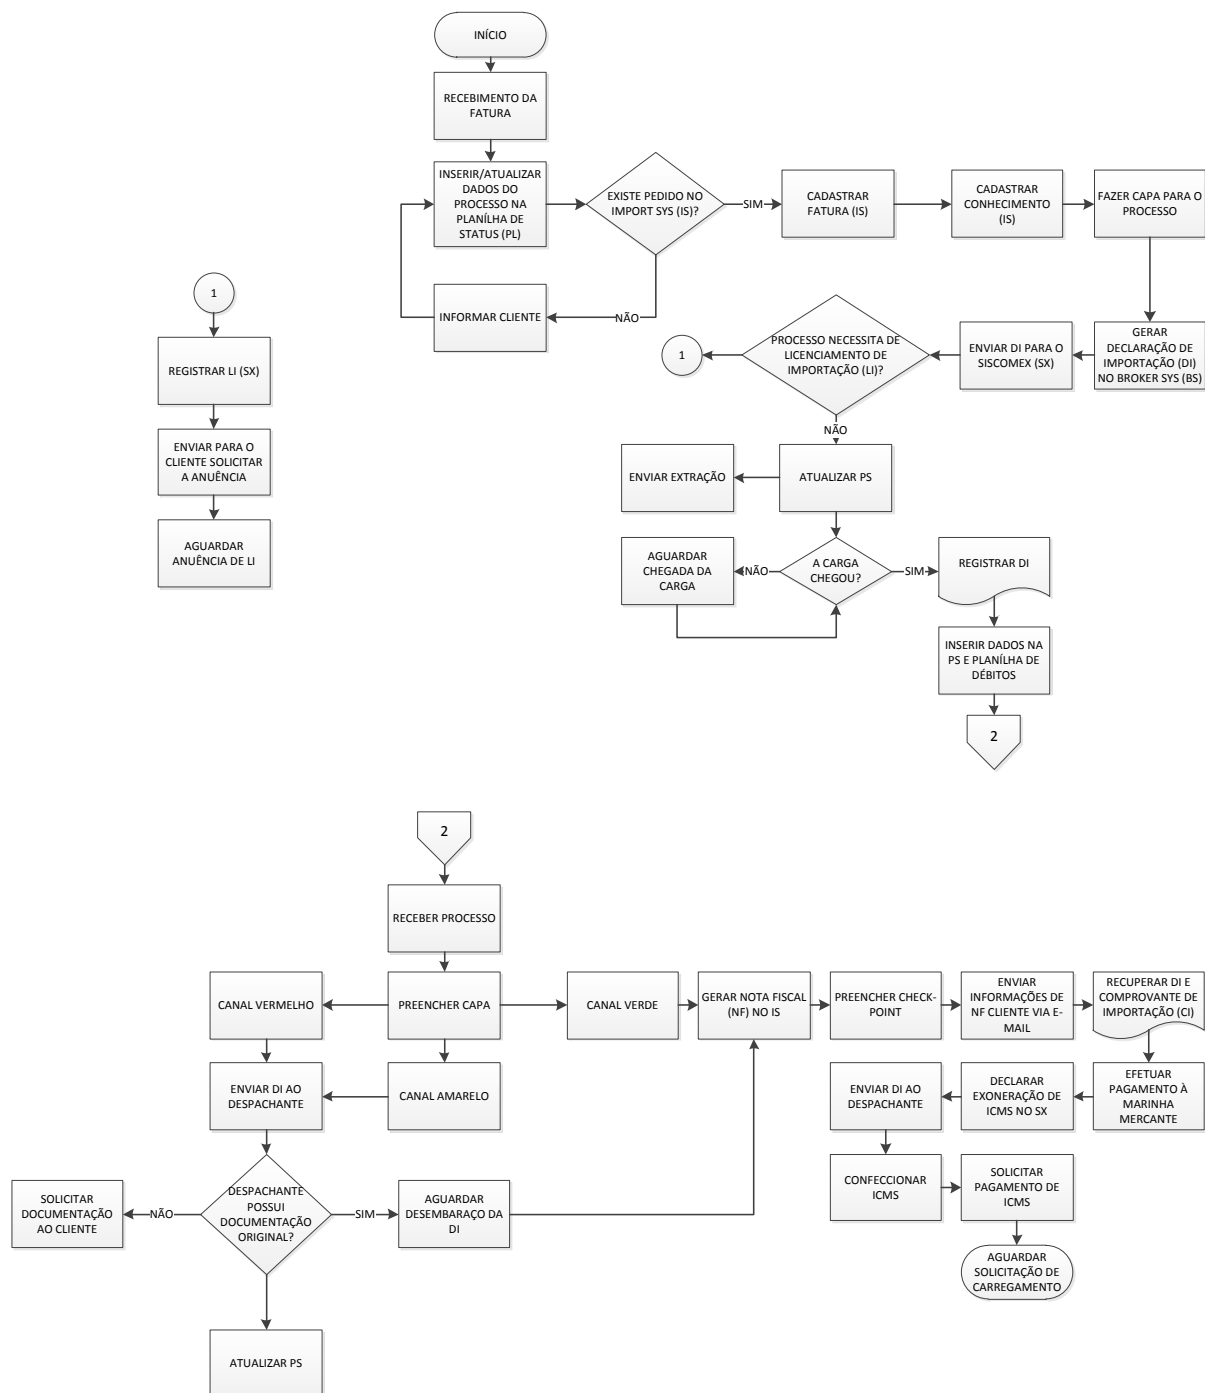 INÍCIO
RECEBIMENTO DA
FATURA
INSERIR/ATUALIZAR
DADOS DO
PROCESSO NA
PLANÍLHA DE
STATUS (PL)
EXISTE PEDIDO NO
IMPORT SYS (IS)?
SIM
CADASTRAR
FATURA (IS)
CADASTRAR
CONHECIMENTO
(IS)
FAZER CAPA PARA O
PROCESSO
INFORMAR CLIENTE
NÃO
1
REGISTRAR LI (SX)
ENVIAR PARA O
CLIENTE SOLICITAR
A ANUÊNCIA
AGUARDAR
ANUÊNCIA DE LI
1
PROCESSO NECESSITA DE
LICENCIAMENTO DE
IMPORTAÇÃO (LI)?
ENVIAR DI PARA O
SISCOMEX (SX)
GERAR
DECLARAÇÃO DE
IMPORTAÇÃO (DI)
NO BROKER SYS (BS)
NÃO
ENVIAR EXTRAÇÃO
ATUALIZAR PS
AGUARDAR
CHEGADA DA
CARGA
NÃO
A CARGA
CHEGOU?
SIM
REGISTRAR DI
INSERIR DADOS NA
PS E PLANÍLHA DE
DÉBITOS
2
2
RECEBER PROCESSO
CANAL VERMELHO
PREENCHER CAPA
CANAL VERDE
GERAR NOTA FISCAL
(NF) NO IS
PREENCHER CHECK-
POINT
ENVIAR
INFORMAÇÕES DE
NF CLIENTE VIA E-
MAIL
RECUPERAR DI E
COMPROVANTE DE
IMPORTAÇÃO (CI)
ENVIAR DI AO
DESPACHANTE
CANAL AMARELO
ENVIAR DI AO
DESPACHANTE
DECLARAR
EXONERAÇÃO DE
ICMS NO SX
EFETUAR
PAGAMENTO À
MARINHA
MERCANTE
SOLICITAR
DOCUMENTAÇÃO
AO CLIENTE
NÃO
DESPACHANTE
POSSUI
DOCUMENTAÇÃO
ORIGINAL?
SIM
AGUARDAR
DESEMBARAÇO DA
DI
CONFECCIONAR
ICMS
SOLICITAR
PAGAMENTO DE
ICMS
AGUARDAR
SOLICITAÇÃO DE
CARREGAMENTO
ATUALIZAR PS